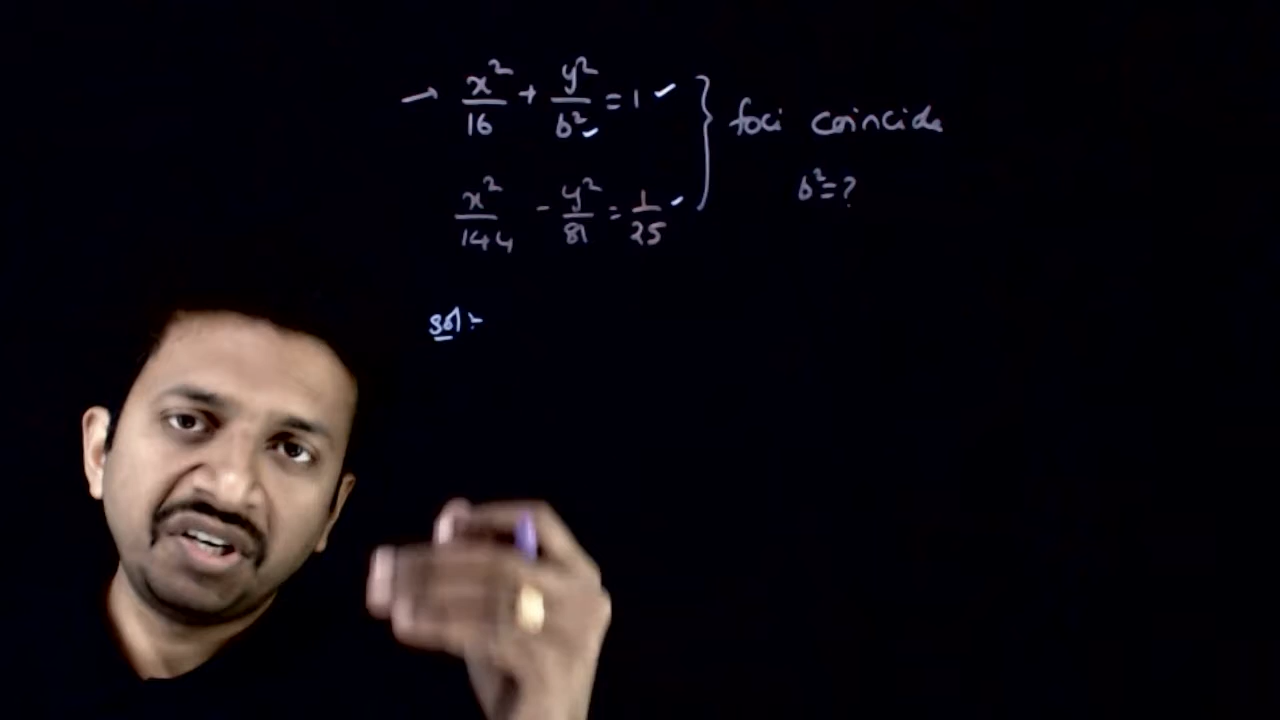 → x²/16 + y²/b² = 1 ✓ } foci coincide
b² = ?
x²/144 - y²/81 = 1/25 ✓
Sol :-